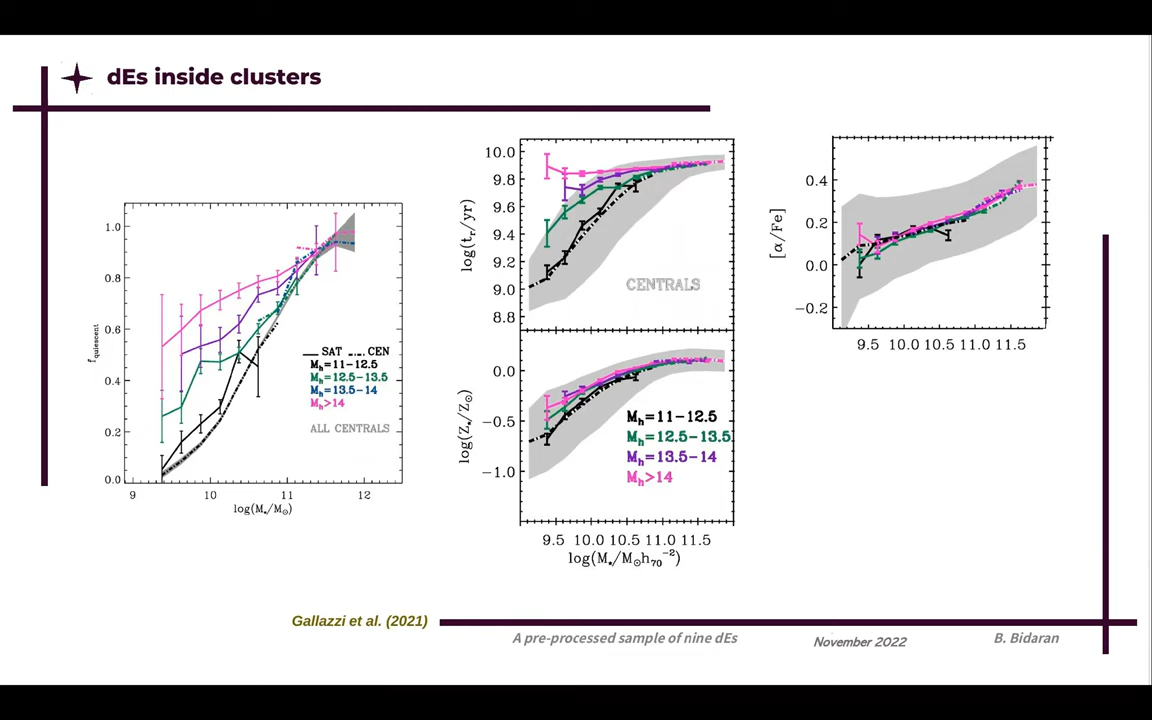 dEs inside clusters
f quiescent
1.0
0.8
0.6
0.4
0.2
0.0
SAT CEN
Mh=11−12.5
Mh=12.5−13.5
Mh=13.5−14
Mh>14
ALL CENTRALS
9 10 11 12
log(M*/M⊙)
log(tr/yr)
10.0
9.8
9.6
9.4
9.2
9.0
8.8
CENTRALS
log(Z*/Z⊙)
0.0
−0.5
−1.0
Mh=11−12.5
Mh=12.5−13.5
Mh=13.5−14
Mh>14
9.5 10.0 10.5 11.0 11.5
log(M*/M⊙h70⁻²)
[α/Fe]
0.4
0.2
0.0
−0.2
9.5 10.0 10.5 11.0 11.5
Gallazzi et al. (2021)
A pre-processed sample of nine dEs
November 2022
B. Bidaran